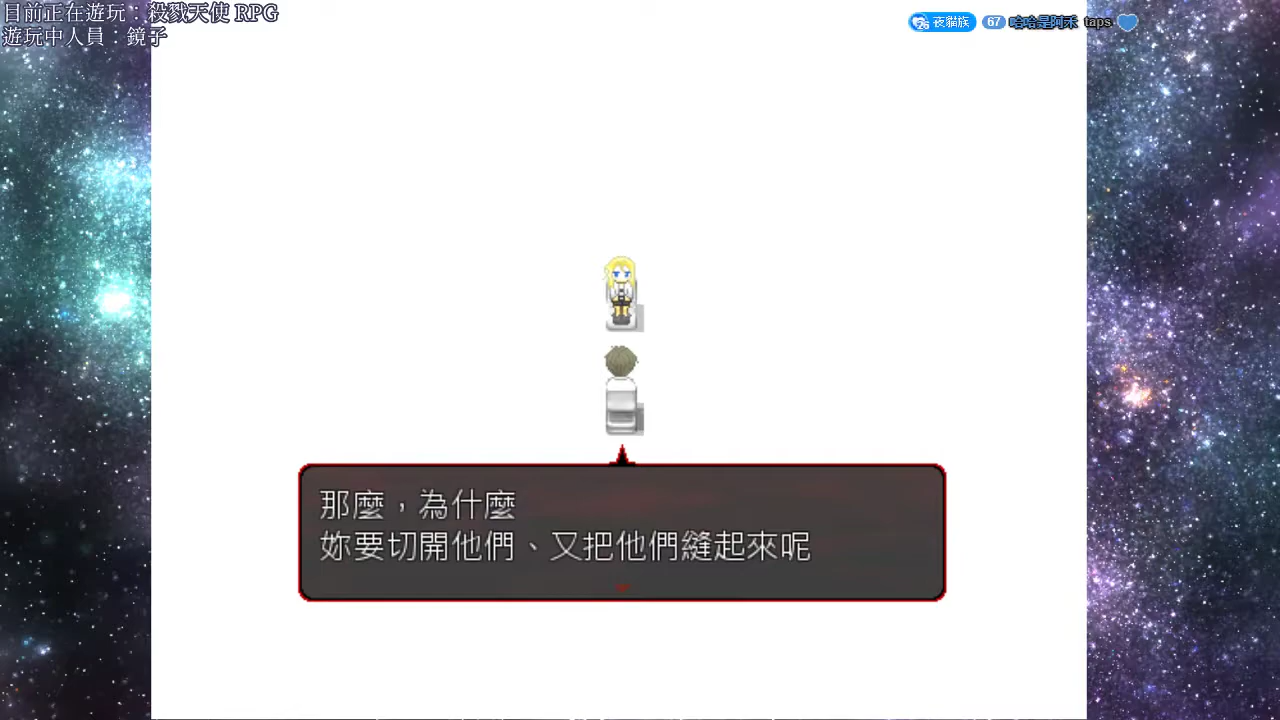 目前正在遊玩：殺戮天使 RPG
遊玩中人員：鏡子
26 夜貓族 67 哈哈是阿禾 taps
那麼，為什麼
妳要切開他們、又把他們縫起來呢